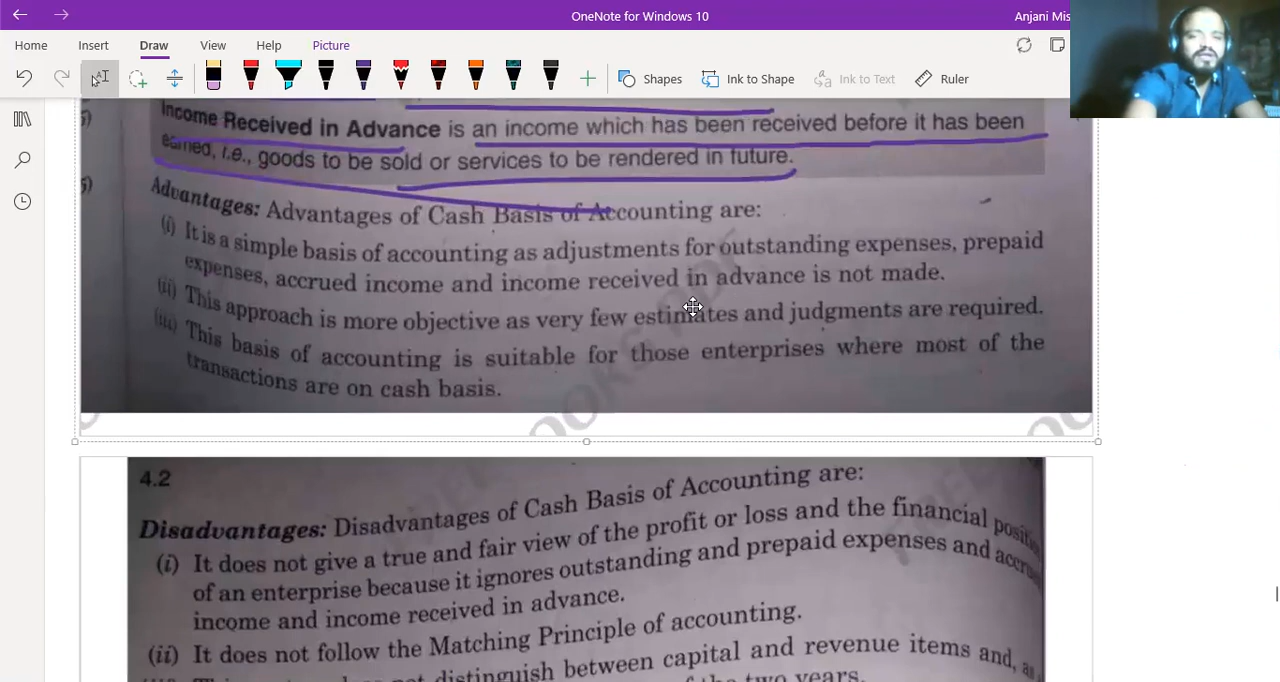 OneNote for Windows 10
Anjani Mis
Home Insert Draw View Help Picture
Shapes Ink to Shape Ink to Text Ruler
Income Received in Advance is an income which has been received before it has been
earned, i.e., goods to be sold or services to be rendered in future.
Advantages: Advantages of Cash Basis of Accounting are:
(i) It is a simple basis of accounting as adjustments for outstanding expenses, prepaid
expenses, accrued income and income received in advance is not made.
(ii) This approach is more objective as very few estimates and judgments are required.
(iii) This basis of accounting is suitable for those enterprises where most of the
transactions are on cash basis.
4.2
Disadvantages: Disadvantages of Cash Basis of Accounting are:
(i) It does not give a true and fair view of the profit or loss and the financial
of an enterprise because it ignores outstanding and prepaid expenses and
income and income received in advance.
(ii) It does not follow the Matching Principle of accounting.
distinguish between capital and revenue items and,
of the two years.